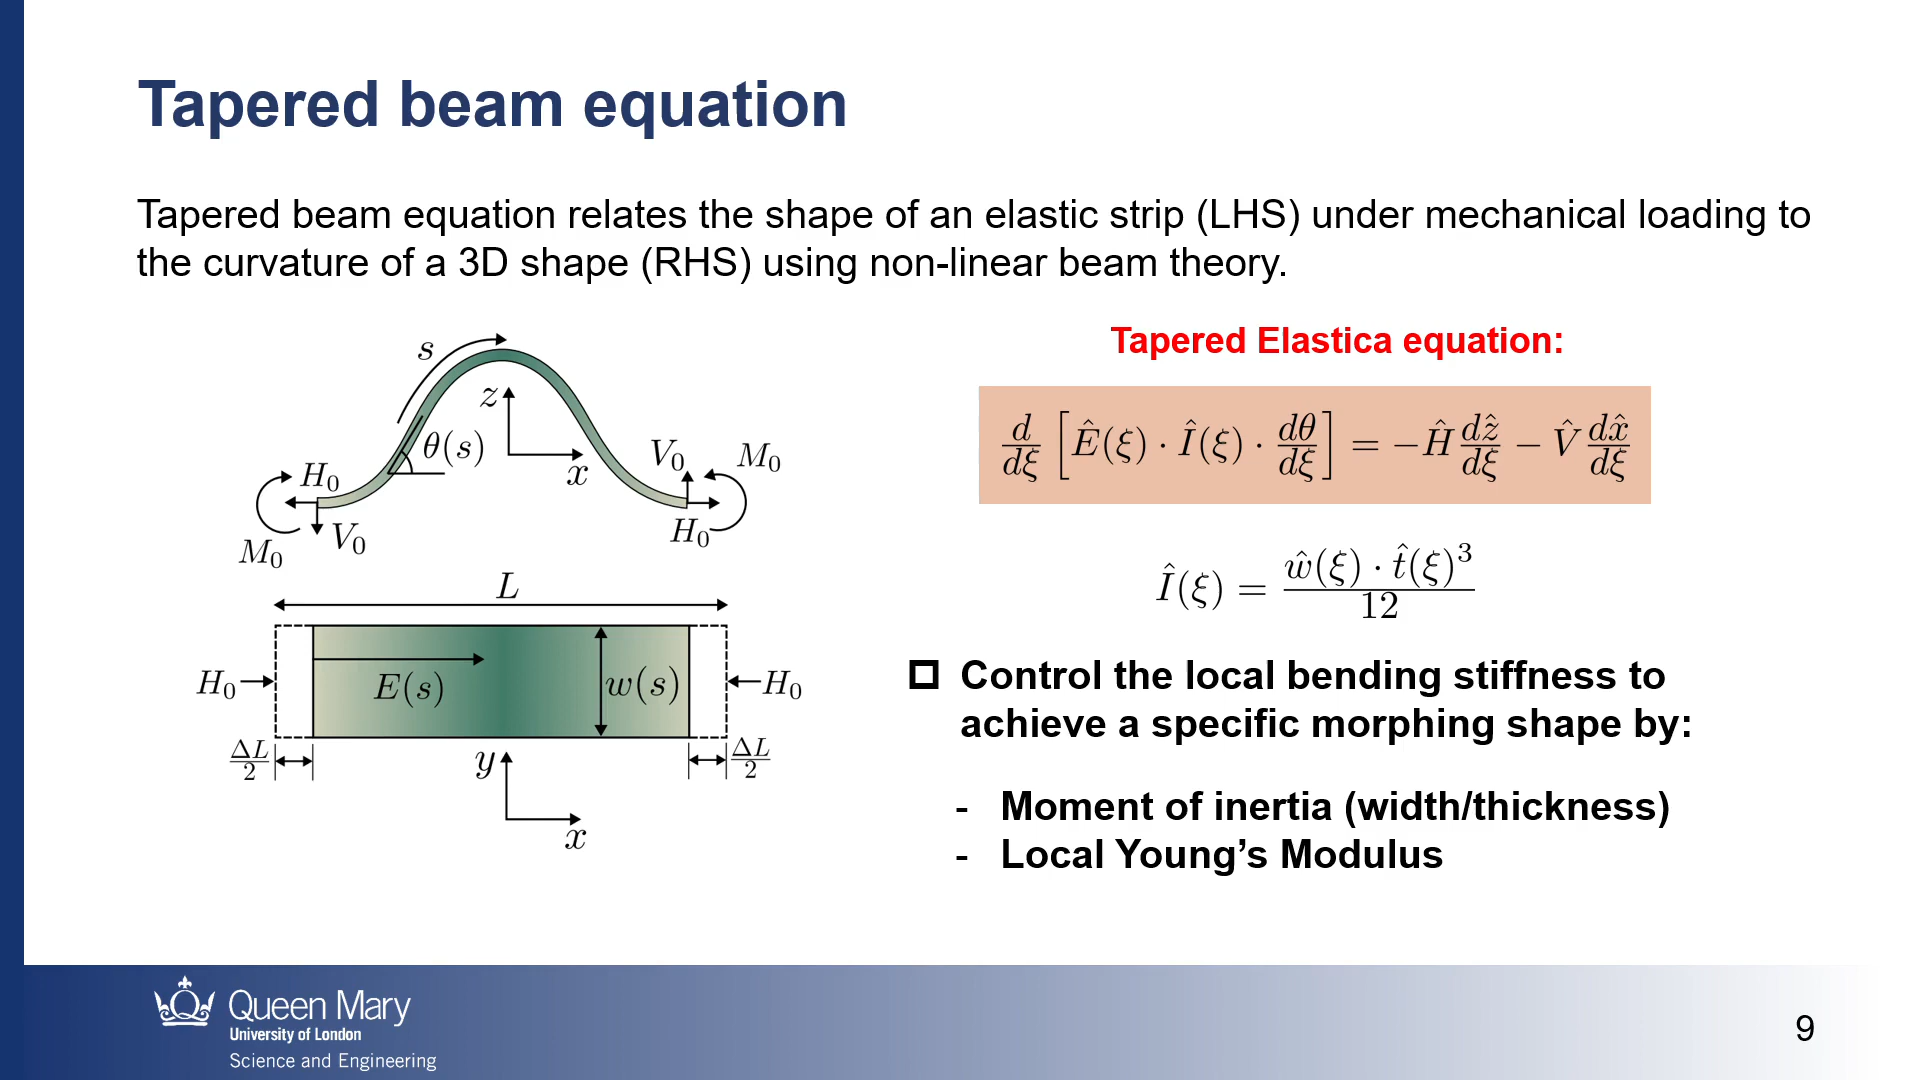 Tapered beam equation
Tapered beam equation relates the shape of an elastic strip (LHS) under mechanical loading to
the curvature of a 3D shape (RHS) using non-linear beam theory.
s
z
θ(s)
x
H₀
V₀
M₀
V₀
M₀
H₀
L
H₀
E(s)
w(s)
H₀
ΔL/2
ΔL/2
y
x
Tapered Elastica equation:
d/dξ [Ê(ξ) · Î(ξ) · dθ/dξ] = −Ĥ dẑ/dξ − V̂ dx̂/dξ
Î(ξ) = ŵ(ξ) · t̂(ξ)³/12
Control the local bending stiffness to
achieve a specific morphing shape by:
- Moment of inertia (width/thickness)
- Local Young’s Modulus
Queen Mary
University of London
Science and Engineering
9